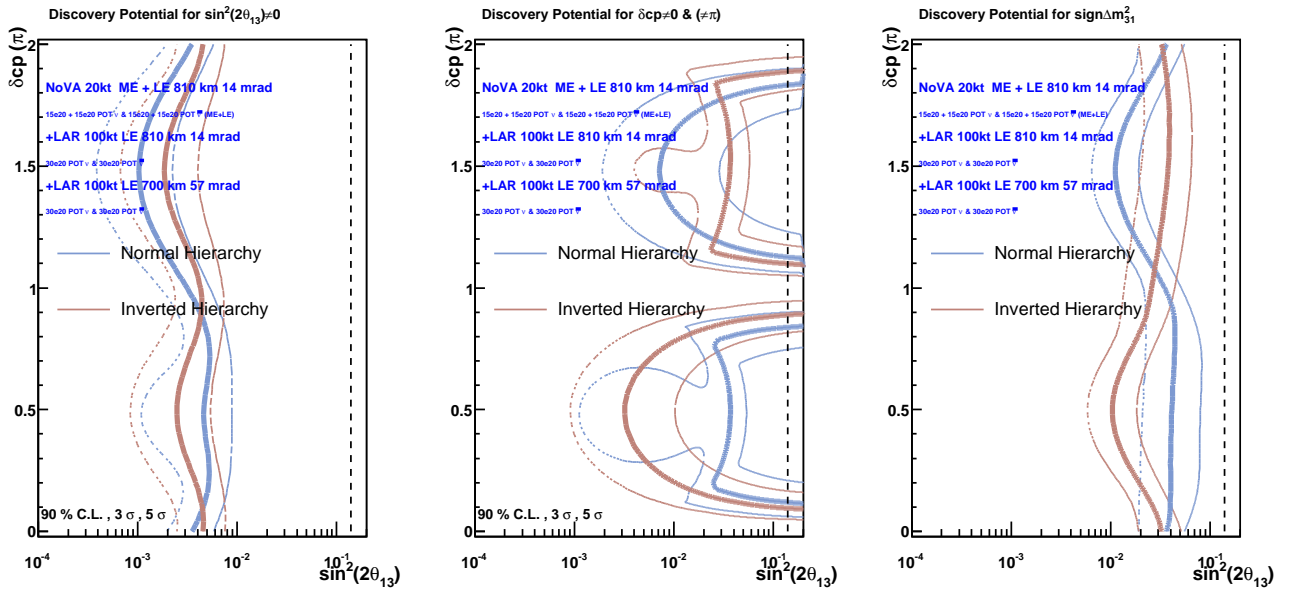 Discovery Potential for sin²(2θ₁₃)≠0
δcp (π)
2
1.5
1
0.5
0
NoVA 20kt ME + LE 810 km 14 mrad
15e20 + 15e20 POT ν & 15e20 + 15e20 POT (ME+LE)
+LAR 100kt LE 810 km 14 mrad
30e20 POT ν & 30e20 POT
+LAR 100kt LE 700 km 57 mrad
30e20 POT ν & 30e20 POT
Normal Hierarchy
Inverted Hierarchy
90 % C.L. , 3 σ , 5 σ
10⁻⁴ 10⁻³ 10⁻² 10⁻¹
sin²(2θ₁₃)
Discovery Potential for δcp≠0 & (≠π)
δcp (π)
2
1.5
1
0.5
0
NoVA 20kt ME + LE 810 km 14 mrad
15e20 + 15e20 POT ν & 15e20 + 15e20 POT (ME+LE)
+LAR 100kt LE 810 km 14 mrad
30e20 POT ν & 30e20 POT
+LAR 100kt LE 700 km 57 mrad
30e20 POT ν & 30e20 POT
Normal Hierarchy
Inverted Hierarchy
90 % C.L. , 3 σ , 5 σ
10⁻⁴ 10⁻³ 10⁻² 10⁻¹
sin²(2θ₁₃)
Discovery Potential for signΔm²₃₁
δcp (π)
2
1.5
1
0.5
0
NoVA 20kt ME + LE 810 km 14 mrad
15e20 + 15e20 POT ν & 15e20 + 15e20 POT (ME+LE)
+LAR 100kt LE 810 km 14 mrad
30e20 POT ν & 30e20 POT
+LAR 100kt LE 700 km 57 mrad
30e20 POT ν & 30e20 POT
Normal Hierarchy
Inverted Hierarchy
10⁻⁴ 10⁻³ 10⁻² 10⁻¹
sin²(2θ₁₃)